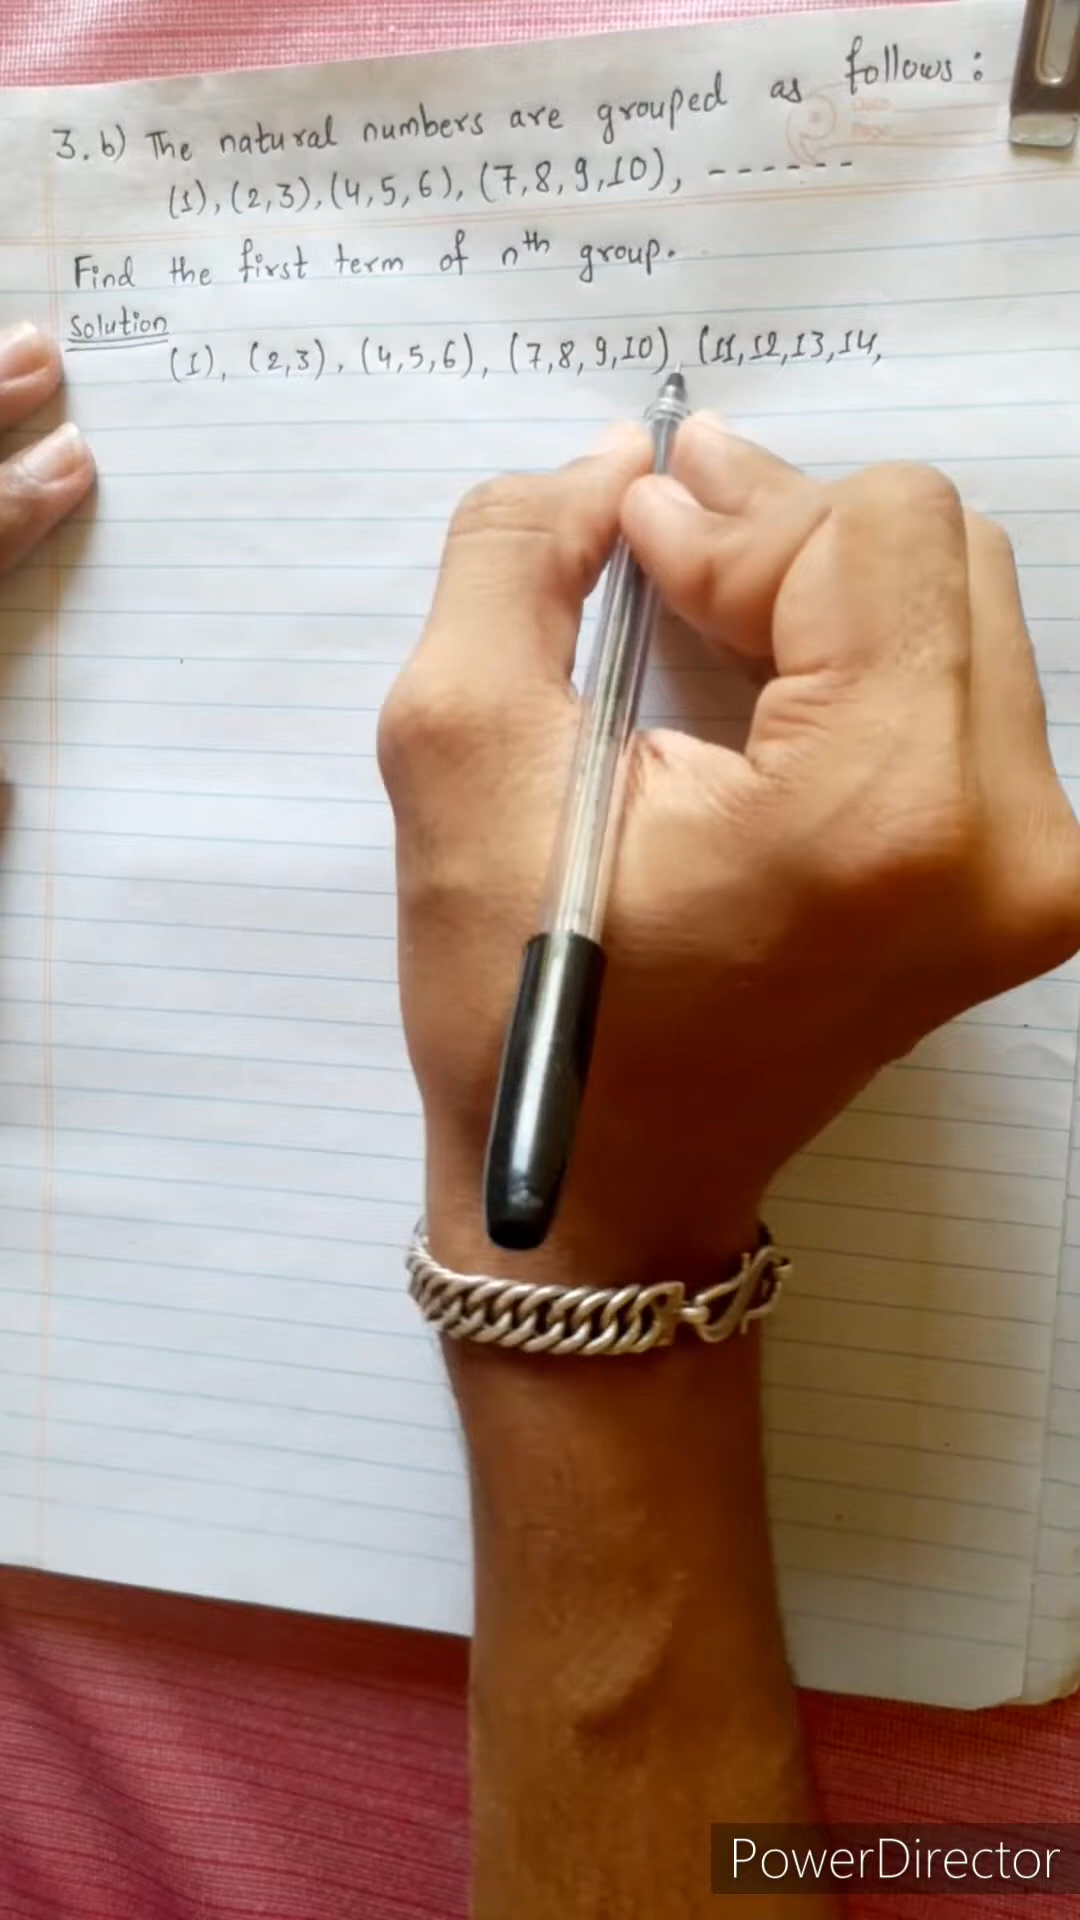 3. b) The natural numbers are grouped as follows :
(1), (2,3), (4,5,6), (7,8,9,10), ------
Find the first term of nth group.
Solution
(1), (2,3), (4,5,6), (7,8,9,10), (11,12,13,14,
PowerDirector